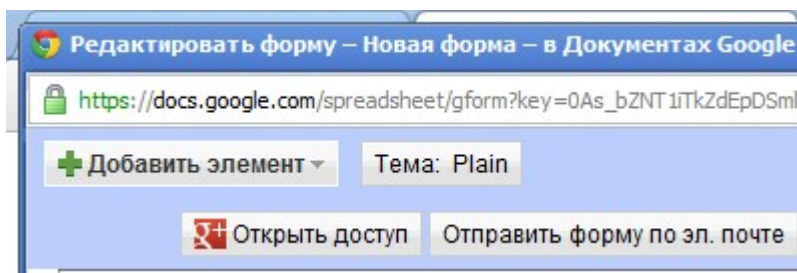 Редактировать форму – Новая форма – в Документах Google
https://docs.google.com/spreadsheet/gform?key=0As_bZNT1iTkZdEpDSml
Добавить элемент Тема: Plain
g+ Открыть доступ Отправить форму по эл. почте